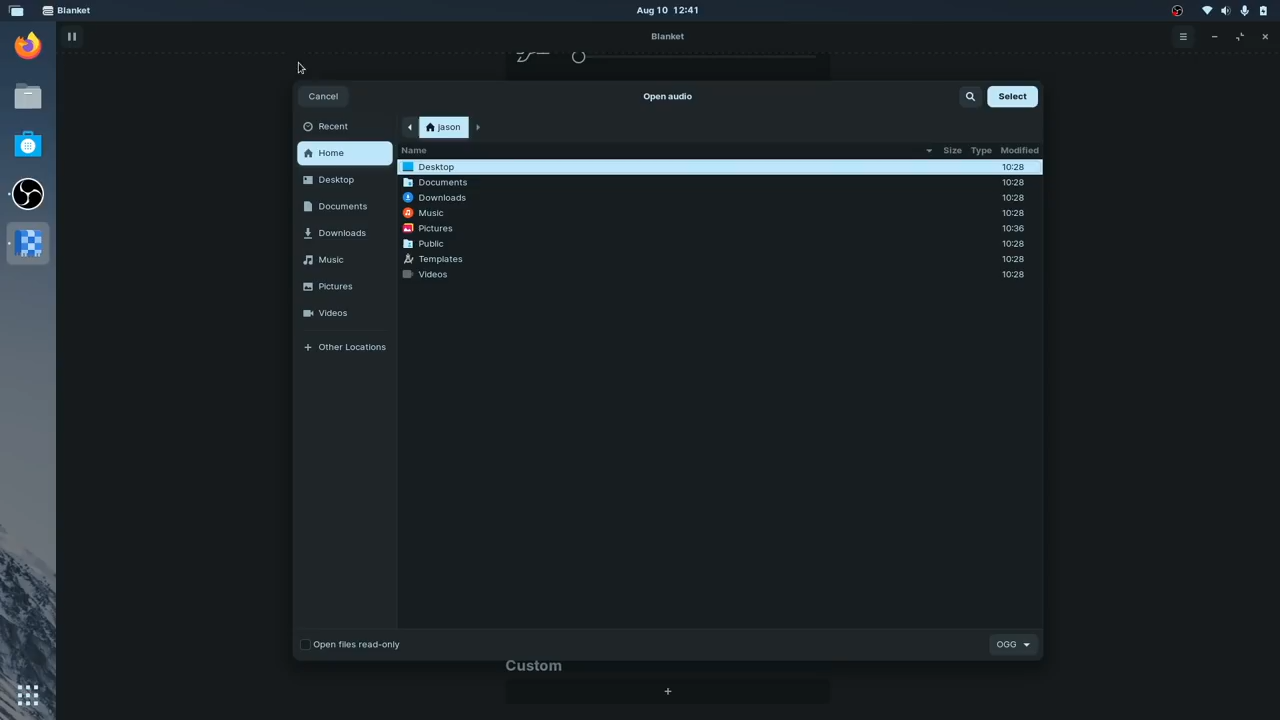 Blanket
Aug 10 12:41
Blanket
Cancel
Open audio
Select
Recent
Home
Desktop
Documents
Downloads
Music
Pictures
Videos
Other Locations
jason
Name Size Type Modified
Desktop 10:28
Documents 10:28
Downloads 10:28
Music 10:28
Pictures 10:36
Public 10:28
Templates 10:28
Videos 10:28
Open files read-only
OGG
Custom
+